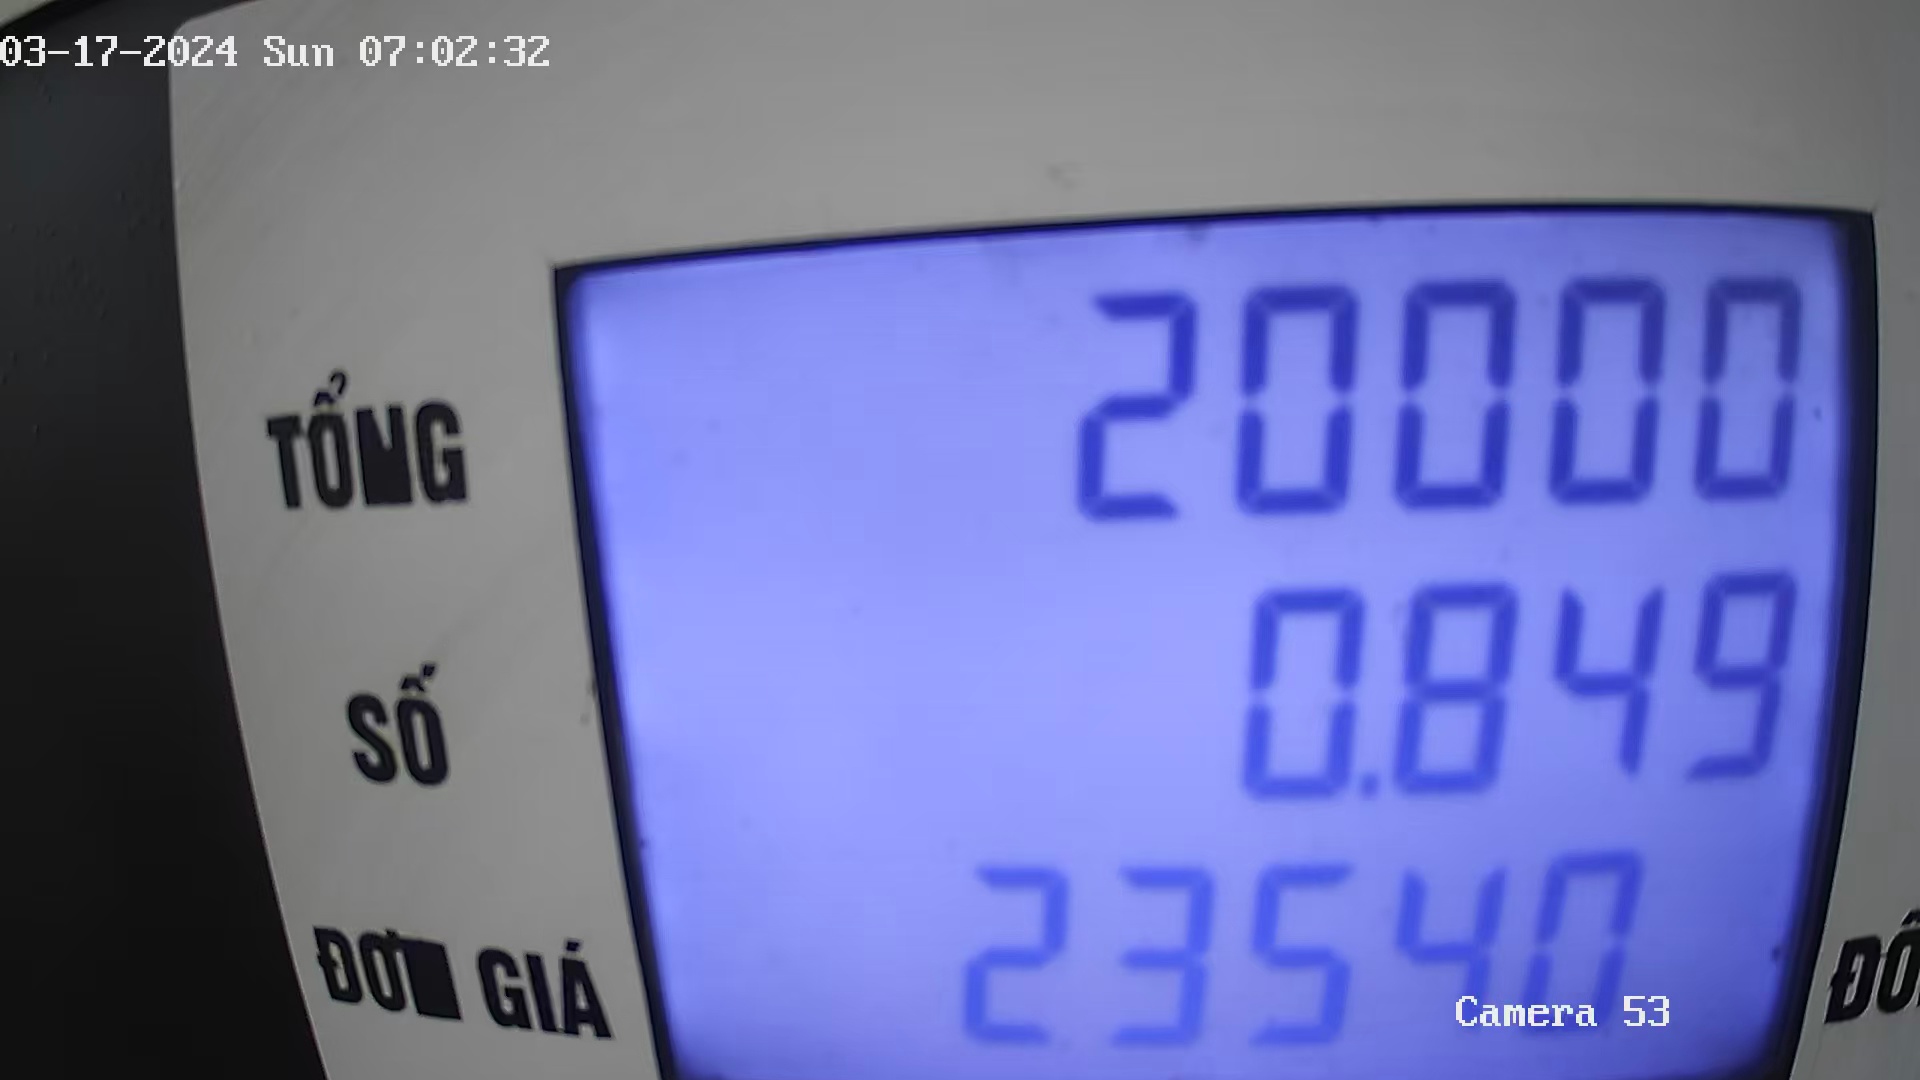 03-17-2024 Sun 07:02:32
TỔNG 20000
SỐ 0.849
ĐƠN GIÁ 23540
Camera 53